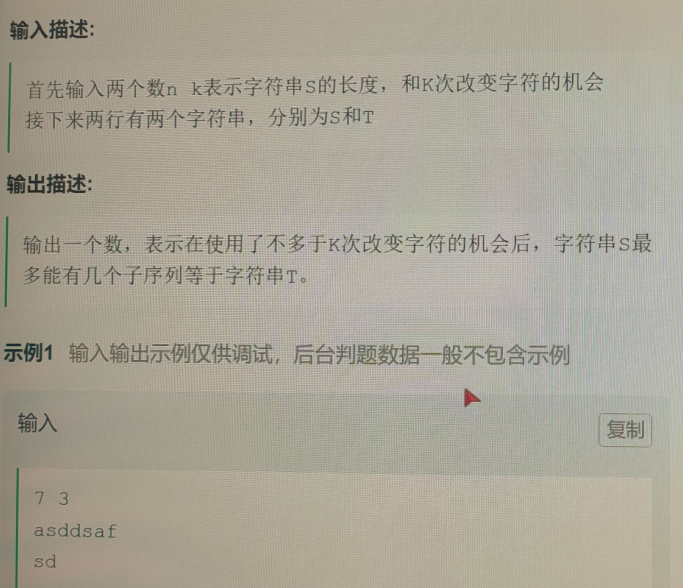 输入描述:
首先输入两个数n k表示字符串S的长度，和K次改变字符的机会
接下来两行有两个字符串，分别为S和T
输出描述:
输出一个数，表示在使用了不多于K次改变字符的机会后，字符串S最
多能有几个子序列等于字符串T。
示例1 输入输出示例仅供调试，后台判题数据一般不包含示例
输入
复制
7 3
asddsaf
sd